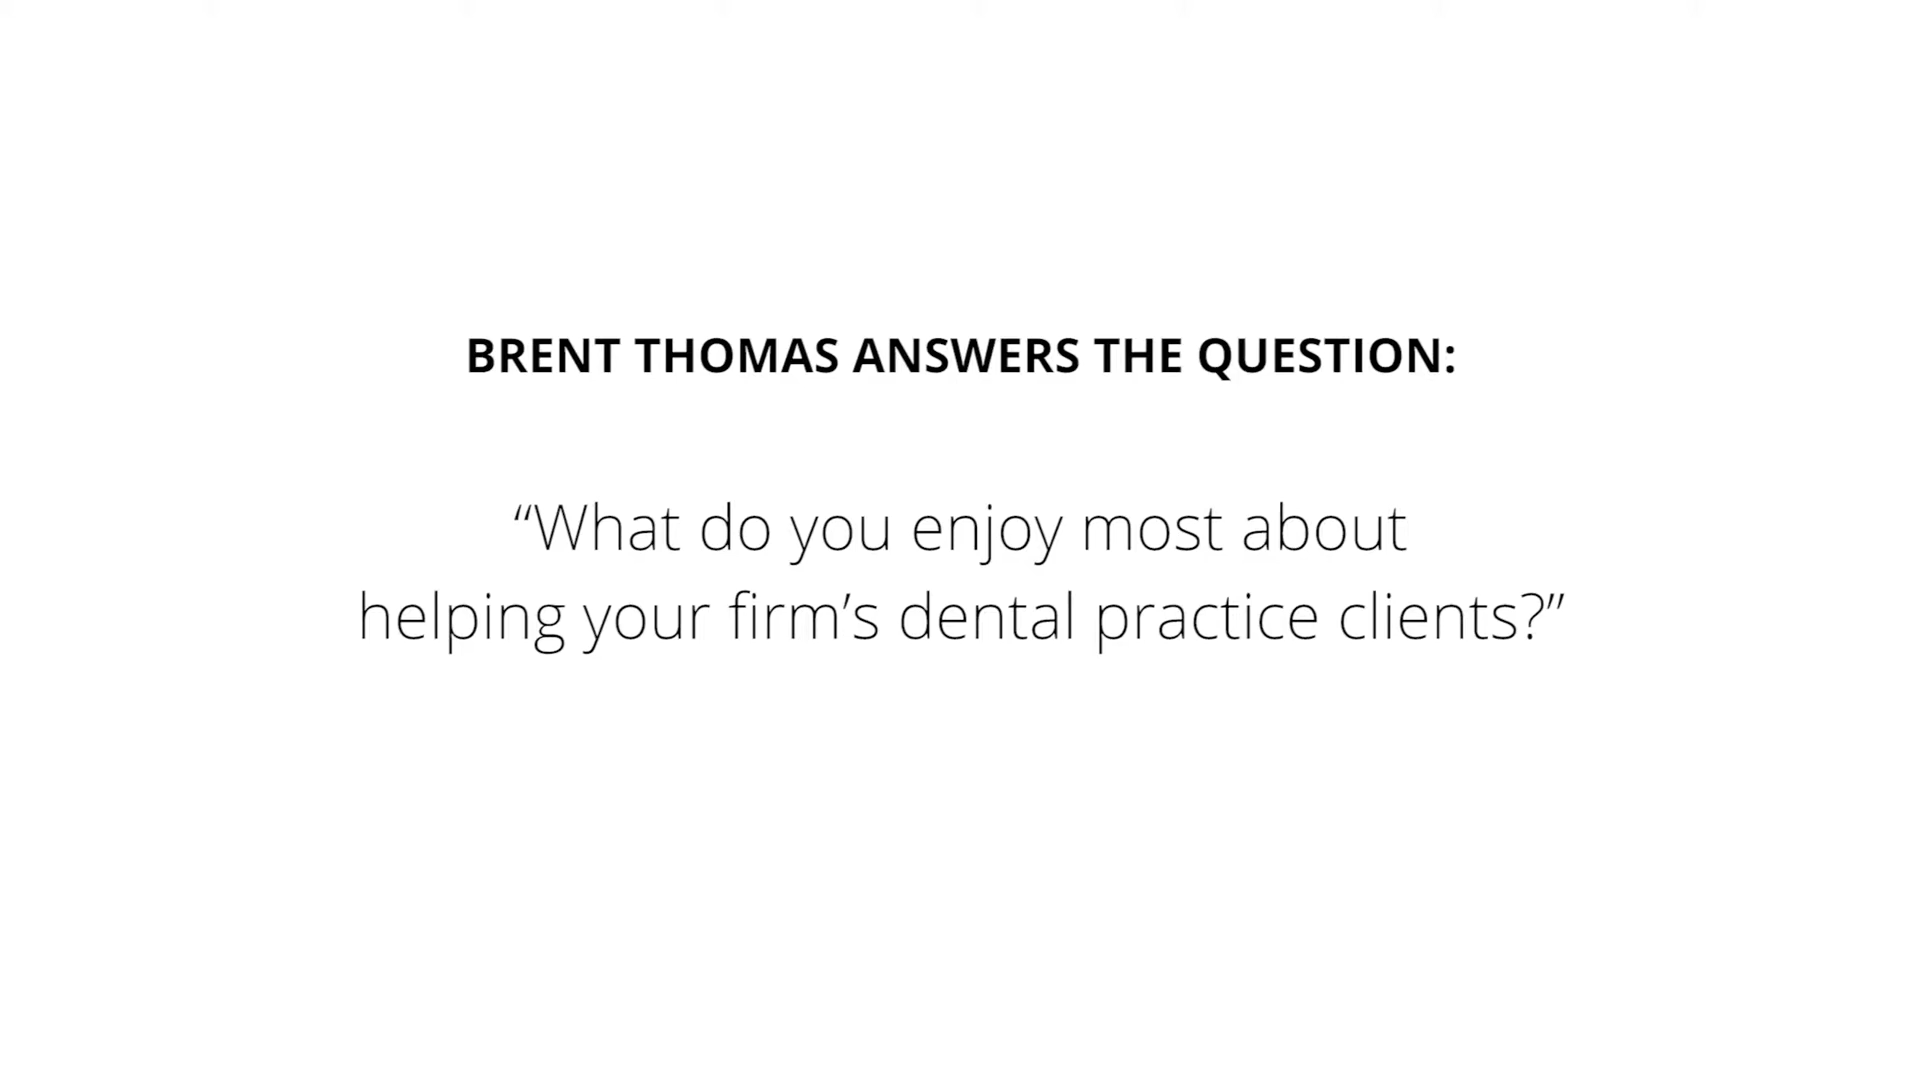 BRENT THOMAS ANSWERS THE QUESTION:
“What do you enjoy most about
helping your firm’s dental practice clients?”